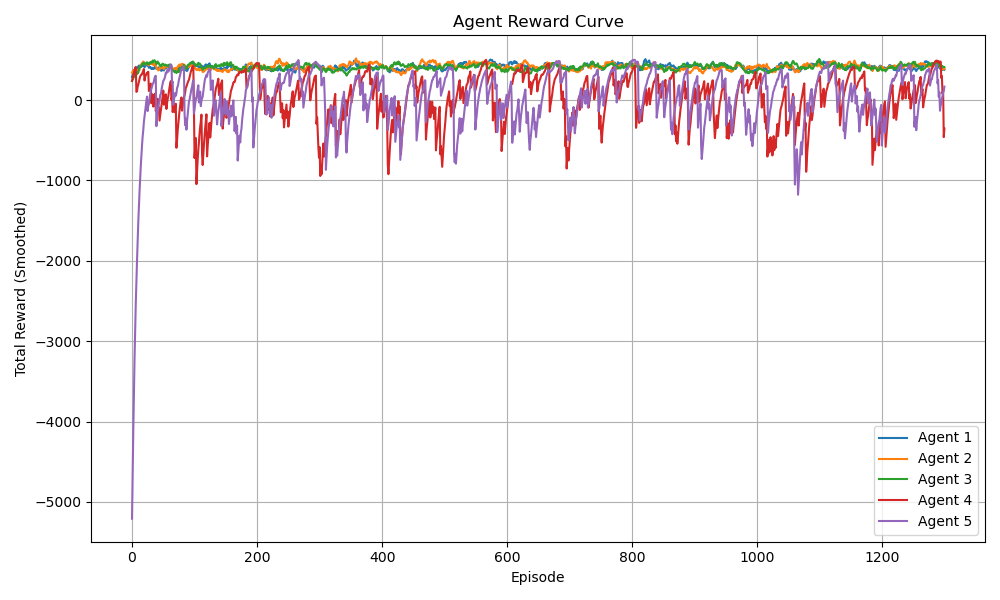 Agent Reward Curve
Total Reward (Smoothed)
0
−1000
−2000
−3000
−4000
−5000
0 200 400 600 800 1000 1200
Episode
Agent 1
Agent 2
Agent 3
Agent 4
Agent 5